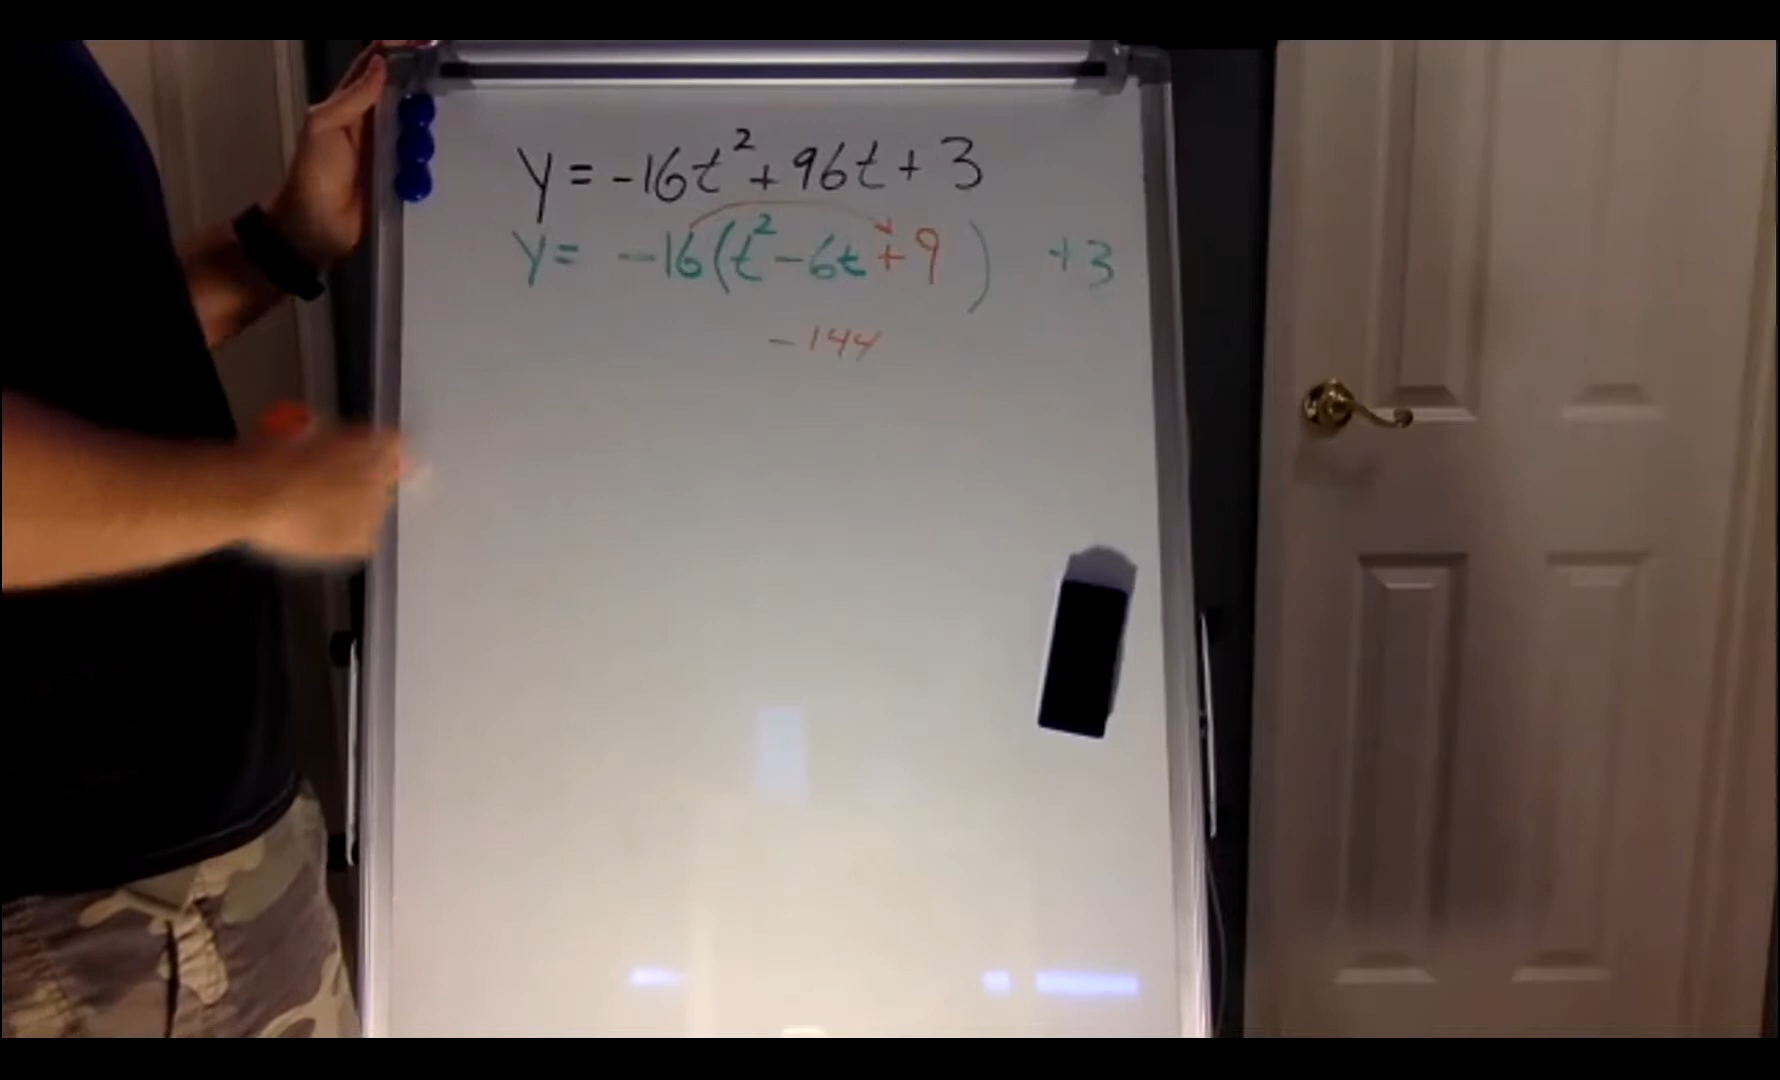 y = -16t² + 96t + 3
y = -16(t² - 6t + 9 ) + 3
- 144